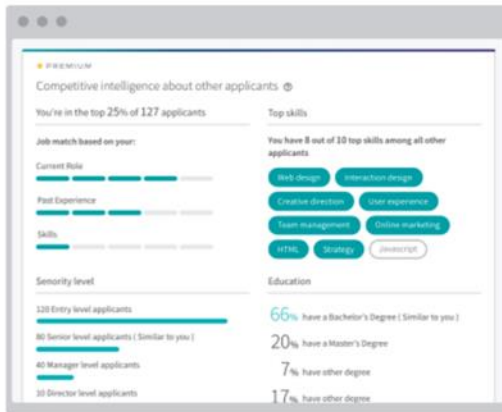 PREMIUM
Competitive intelligence about other applicants
You're in the top 25% of 127 applicants
Job match based on your:
Current Role
Past Experience
Skills
Top skills
You have 8 out of 10 top skills among all other
applicants
Web design
Interaction design
Creative direction
User experience
Team management
Online marketing
HTML
Strategy
Javascript
Senority level
120 Entry level applicants
80 Senior level applicants ( Similar to you )
40 Manager level applicants
10 Director level applicants
Education
66% have a Bachelor's Degree ( Similar to you )
20% have a Master's Degree
7% have other degree
17% have other degree